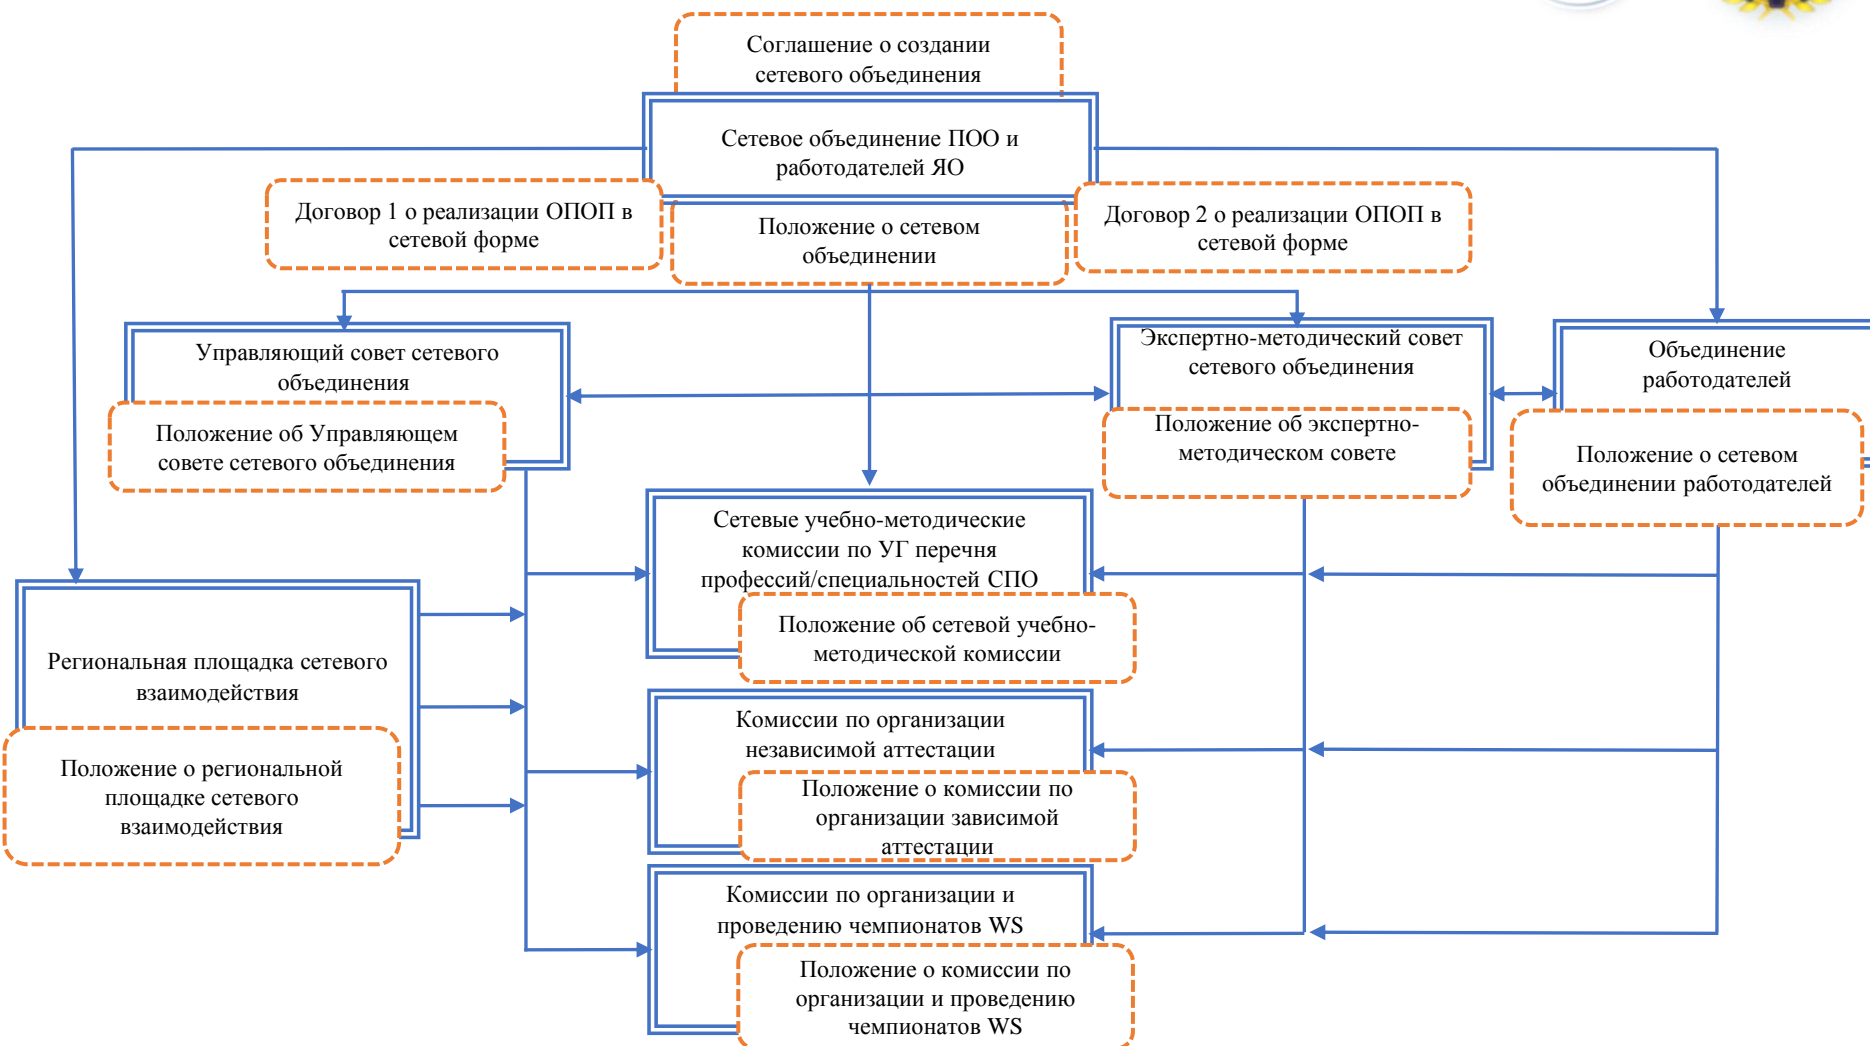 Соглашение о создании
сетевого объединения
Сетевое объединение ПОО и
работодателей ЯО
Договор 1 о реализации ОПОП в
сетевой форме
Положение о сетевом
объединении
Договор 2 о реализации ОПОП в
сетевой форме
Управляющий совет сетевого
объединения
Положение об Управляющем
совете сетевого объединения
Экспертно-методический совет
сетевого объединения
Положение об экспертно-
методическом совете
Объединение
работодателей
Положение о сетевом
объединении работодателей
Сетевые учебно-методические
комиссии по УГ перечня
профессий/специальностей СПО
Положение об сетевой учебно-
методической комиссии
Региональная площадка сетевого
взаимодействия
Положение о региональной
площадке сетевого
взаимодействия
Комиссии по организации
независимой аттестации
Положение о комиссии по
организации зависимой
аттестации
Комиссии по организации и
проведению чемпионатов WS
Положение о комиссии по
организации и проведению
чемпионатов WS